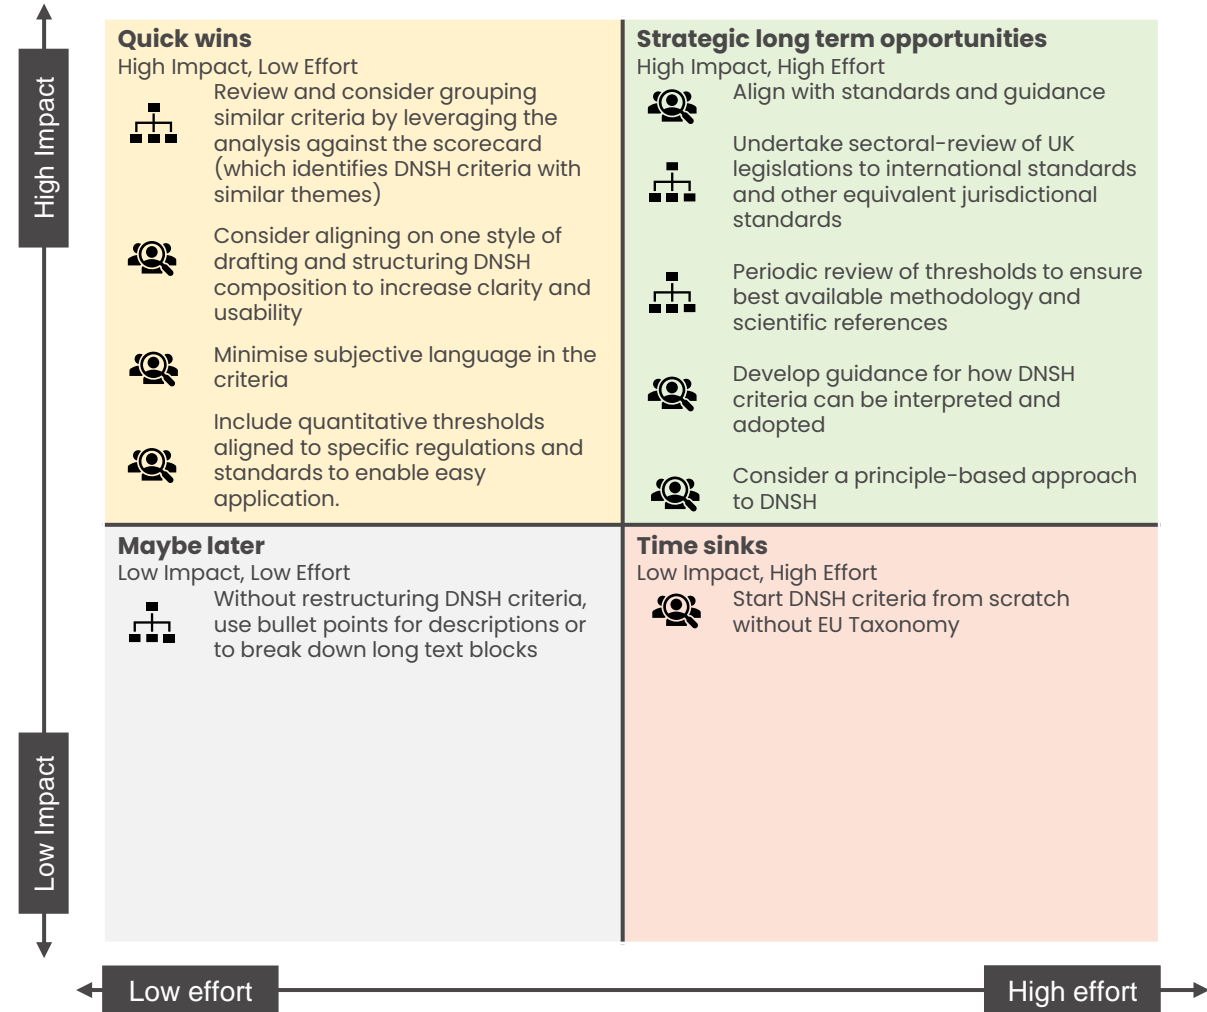 High Impact
Quick wins
High Impact, Low Effort
Review and consider grouping
similar criteria by leveraging the
analysis against the scorecard
(which identifies DNSH criteria with
similar themes)
Consider aligning on one style of
drafting and structuring DNSH
composition to increase clarity and
usability
Minimise subjective language in the
criteria
Include quantitative thresholds
aligned to specific regulations and
standards to enable easy
application.
Strategic long term opportunities
High Impact, High Effort
Align with standards and guidance
Undertake sectoral-review of UK
legislations to international standards
and other equivalent jurisdictional
standards
Periodic review of thresholds to ensure
best available methodology and
scientific references
Develop guidance for how DNSH
criteria can be interpreted and
adopted
Consider a principle-based approach
to DNSH
Low Impact
Maybe later
Low Impact, Low Effort
Without restructuring DNSH criteria,
use bullet points for descriptions or
to break down long text blocks
Time sinks
Low Impact, High Effort
Start DNSH criteria from scratch
without EU Taxonomy
Low effort
High effort